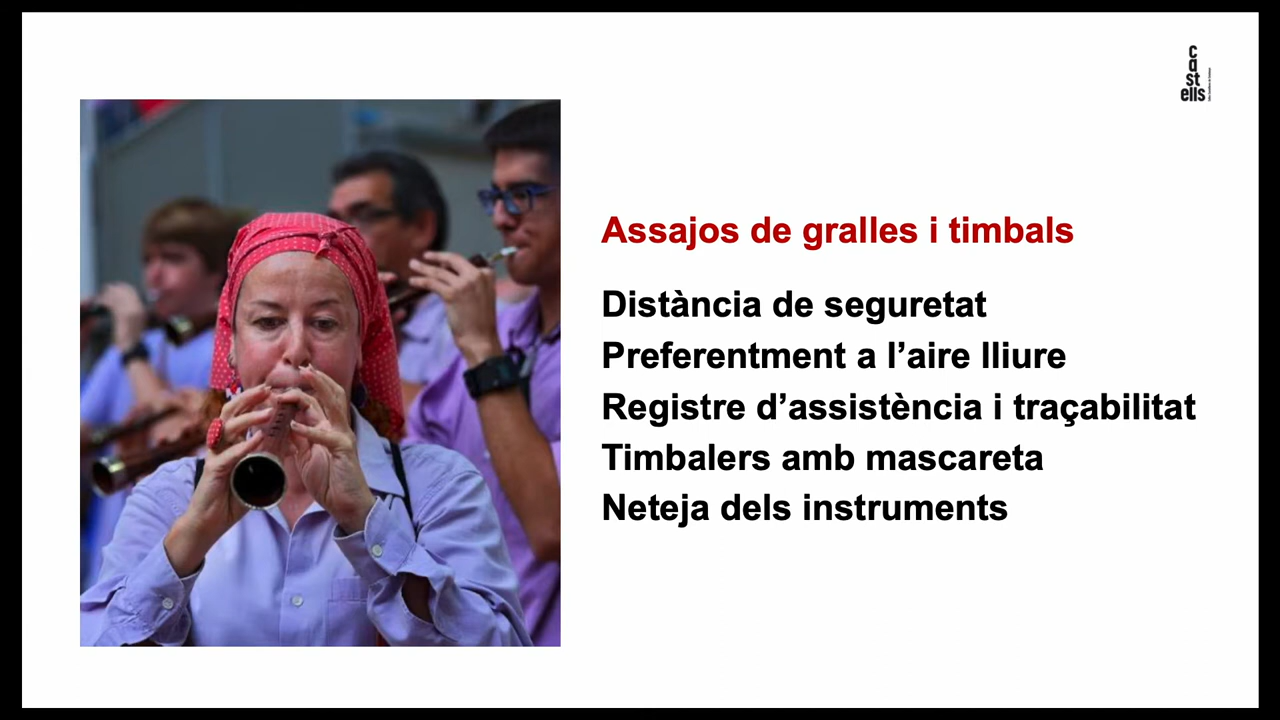 ca
st
ells
Assajos de gralles i timbals
Distància de seguretat
Preferentment a l’aire lliure
Registre d’assistència i traçabilitat
Timbalers amb mascareta
Neteja dels instruments